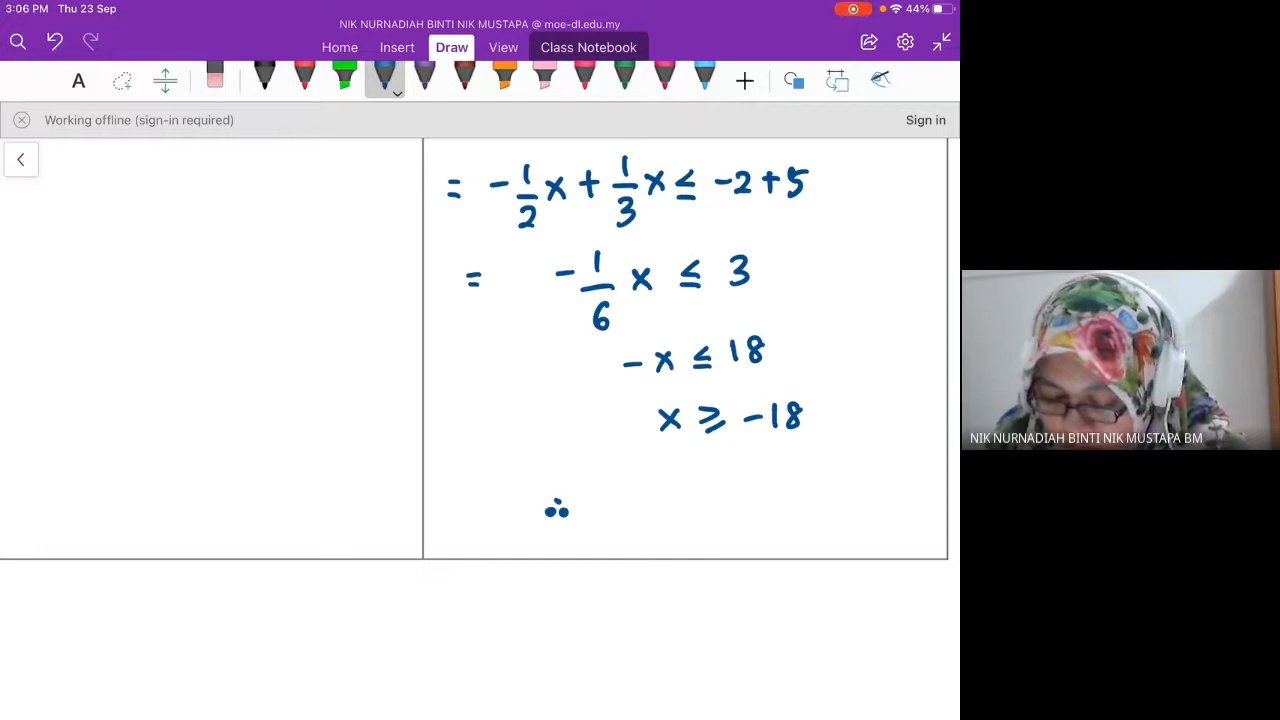 3:06 PM Thu 23 Sep
44%
NIK NURNADIAH BINTI NIK MUSTAPA @ moe-dl.edu.my
Home Insert Draw View Class Notebook
A
Working offline (sign-in required) Sign in
= -1/2 x + 1/3 x ≤ -2+5
= -1/6 x ≤ 3
-x ≤ 18
x ≥ -18
∴
NIK NURNADIAH BINTI NIK MUSTAPA BM